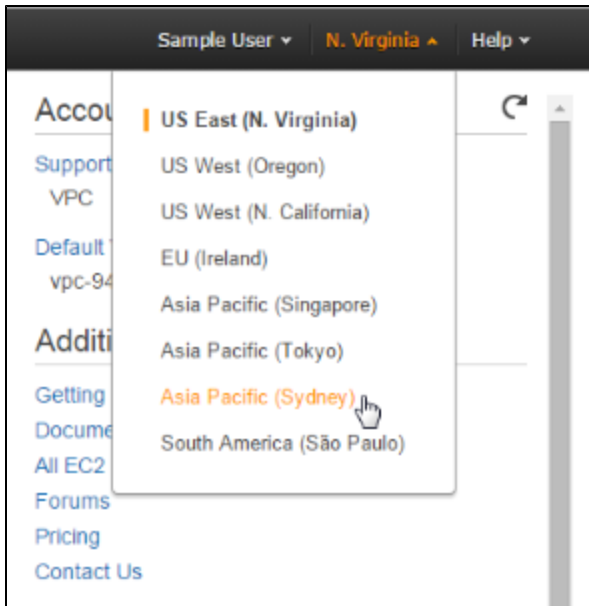 Sample User N. Virginia Help
Accou
US East (N. Virginia)
Support
US West (Oregon)
VPC
US West (N. California)
Default
EU (Ireland)
vpc-94
Asia Pacific (Singapore)
Additi
Asia Pacific (Tokyo)
Getting
Asia Pacific (Sydney)
Docume
South America (São Paulo)
All EC2
Forums
Pricing
Contact Us